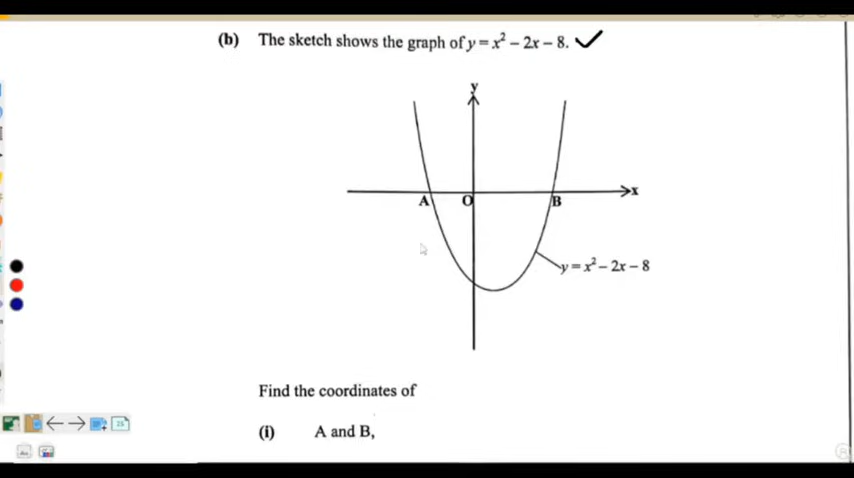 (b) The sketch shows the graph of y = x² – 2x – 8.
y
x
A O B
y = x² – 2x – 8
Find the coordinates of
(i) A and B,